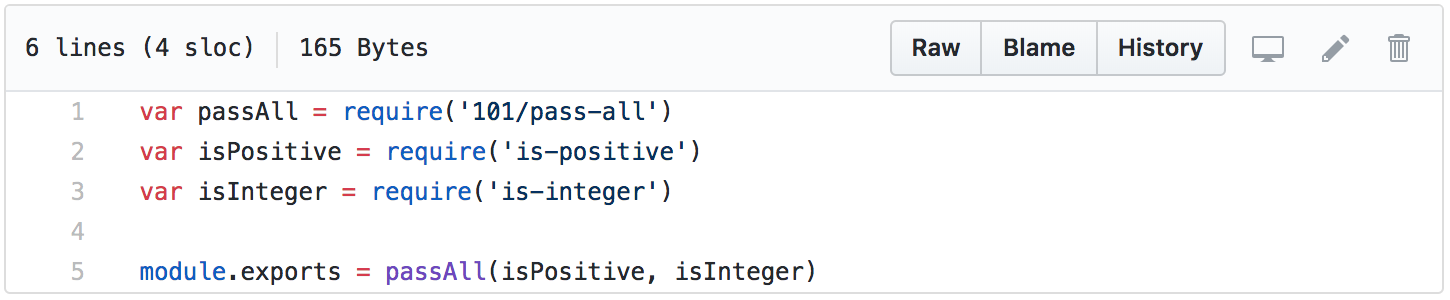 6 lines (4 sloc) 165 Bytes Raw Blame History
1 var passAll = require('101/pass-all')
2 var isPositive = require('is-positive')
3 var isInteger = require('is-integer')
4
5 module.exports = passAll(isPositive, isInteger)